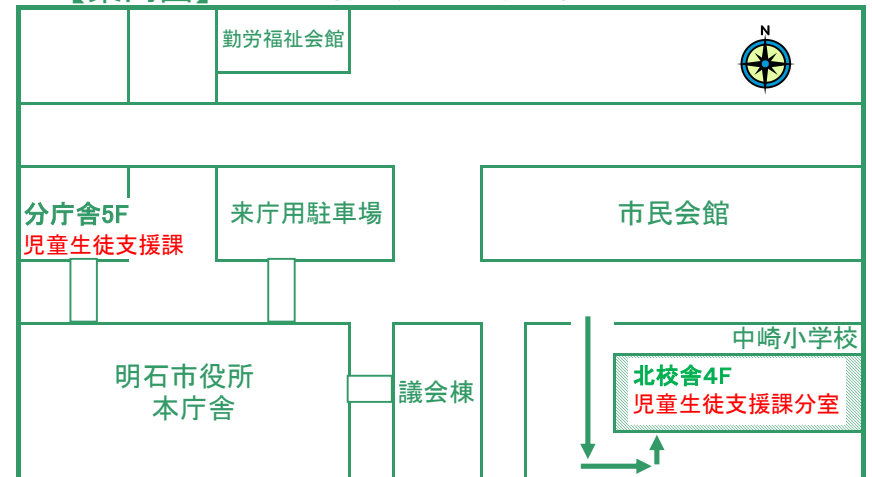 【案内図】
勤労福祉会館
N
分庁舎5F
児童生徒支援課
来庁用駐車場
市民会館
中崎小学校
明石市役所
本庁舎
議会棟
北校舎4F
児童生徒支援課分室